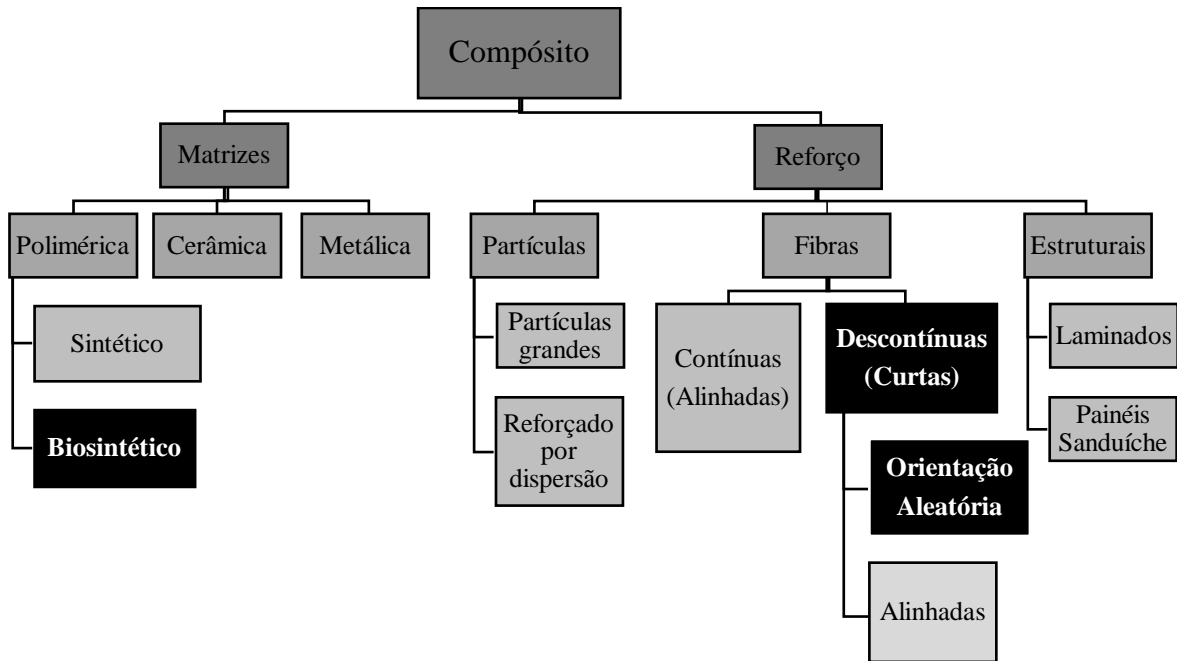 Compósito
Matrizes
Reforço
Polimérica
Cerâmica
Metálica
Partículas
Fibras
Estruturais
Sintético
Biosintético
Partículas
grandes
Reforçado
por
dispersão
Contínuas
(Alinhadas)
Descontínuas
(Curtas)
Orientação
Aleatória
Alinhadas
Laminados
Painéis
Sanduíche